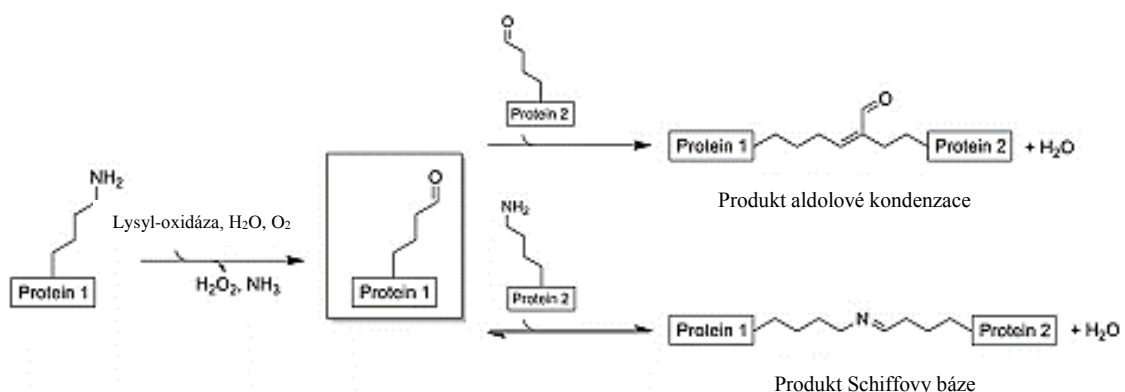 O
Protein 2
Protein 1
Protein 2
+ H₂O
O
Produkt aldolové kondenzace
NH₂
Lysyl-oxidáza, H₂O, O₂
H₂O₂, NH₃
Protein 1
O
Protein 1
NH₂
Protein 2
Protein 1
N
Protein 2
+ H₂O
Produkt Schiffovy báze